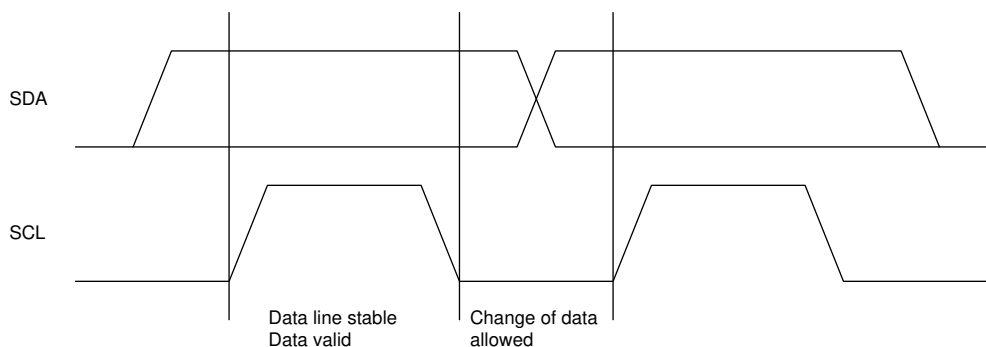 SDA
SCL
Data line stable
Data valid
Change of data
allowed